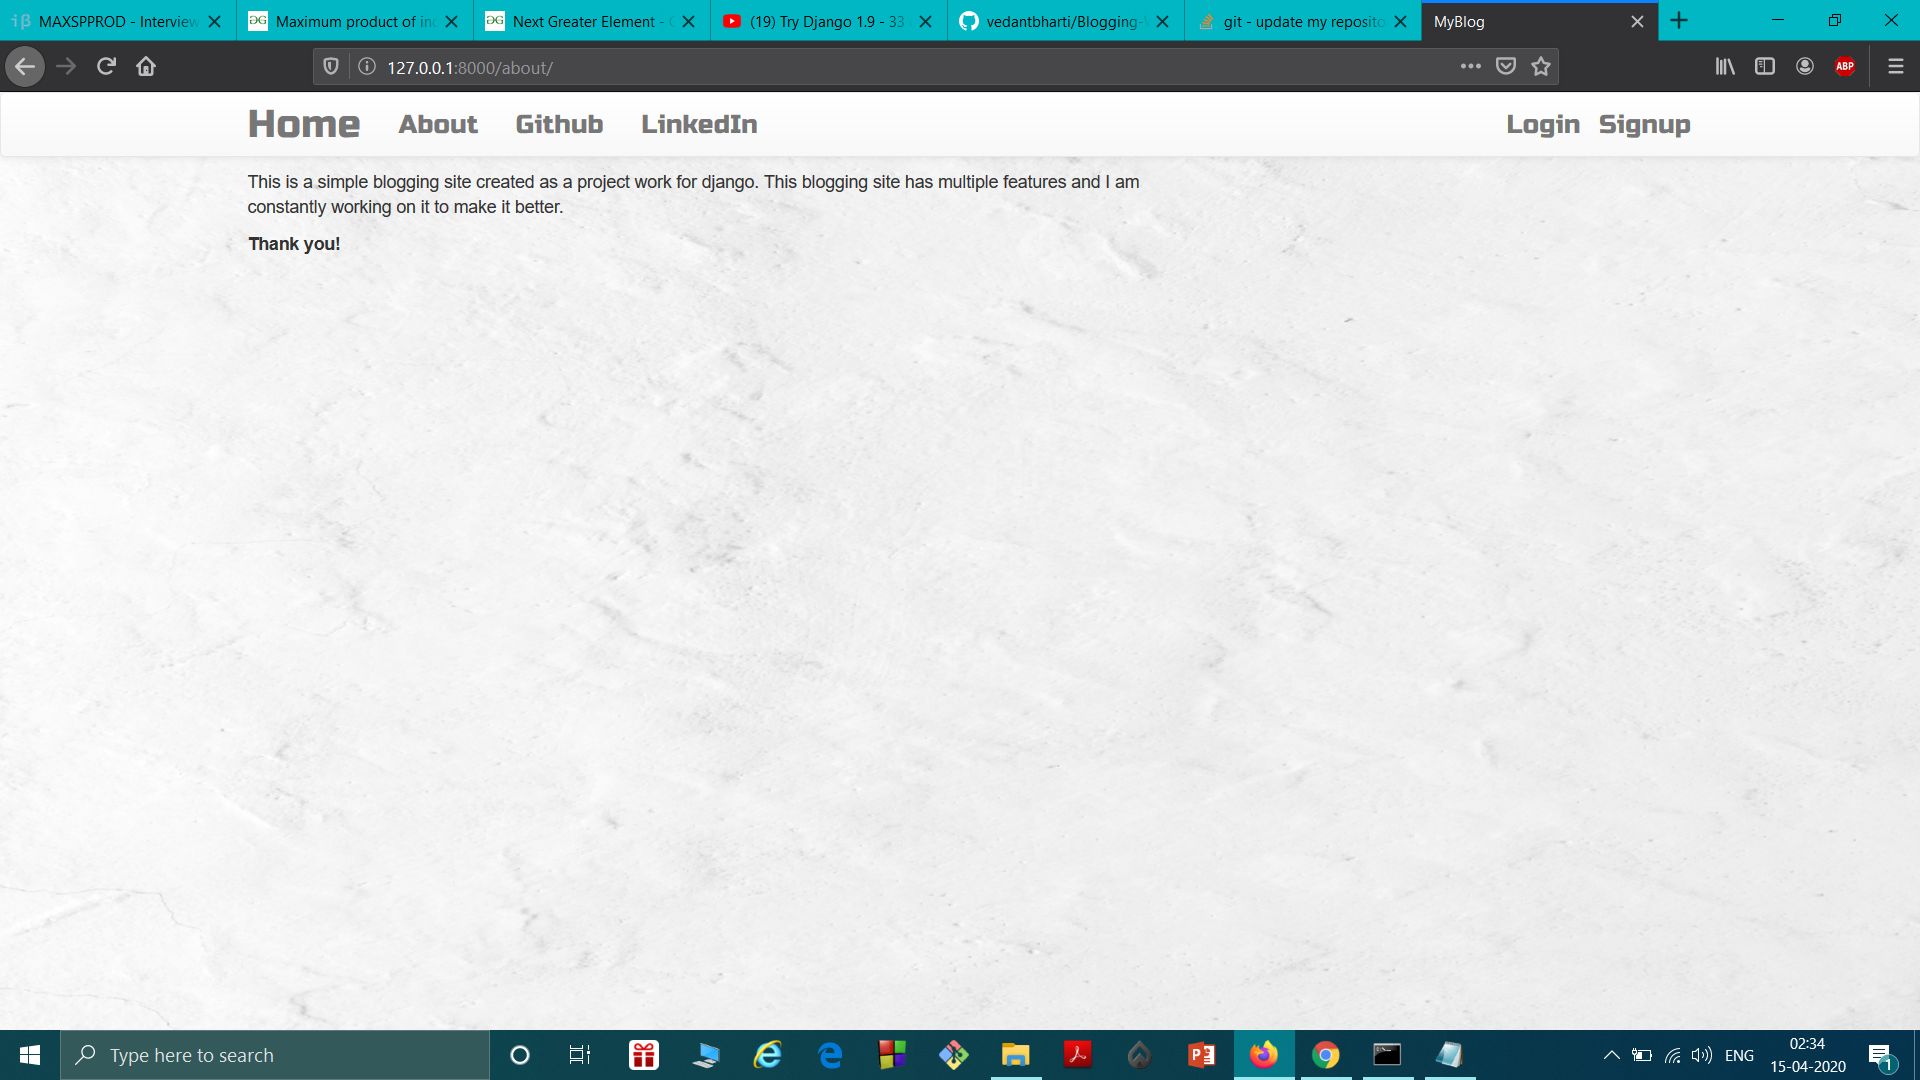 MAXSPPROD - Interview
Maximum product of in
Next Greater Element -
(19) Try Django 1.9 - 33
vedantbharti/Blogging-
git - update my reposito
MyBlog
127.0.0.1:8000/about/
ABP
Home About Github LinkedIn Login Signup
This is a simple blogging site created as a project work for django. This blogging site has multiple features and I am
constantly working on it to make it better.
Thank you!
Type here to search
ENG
02:34
15-04-2020
1